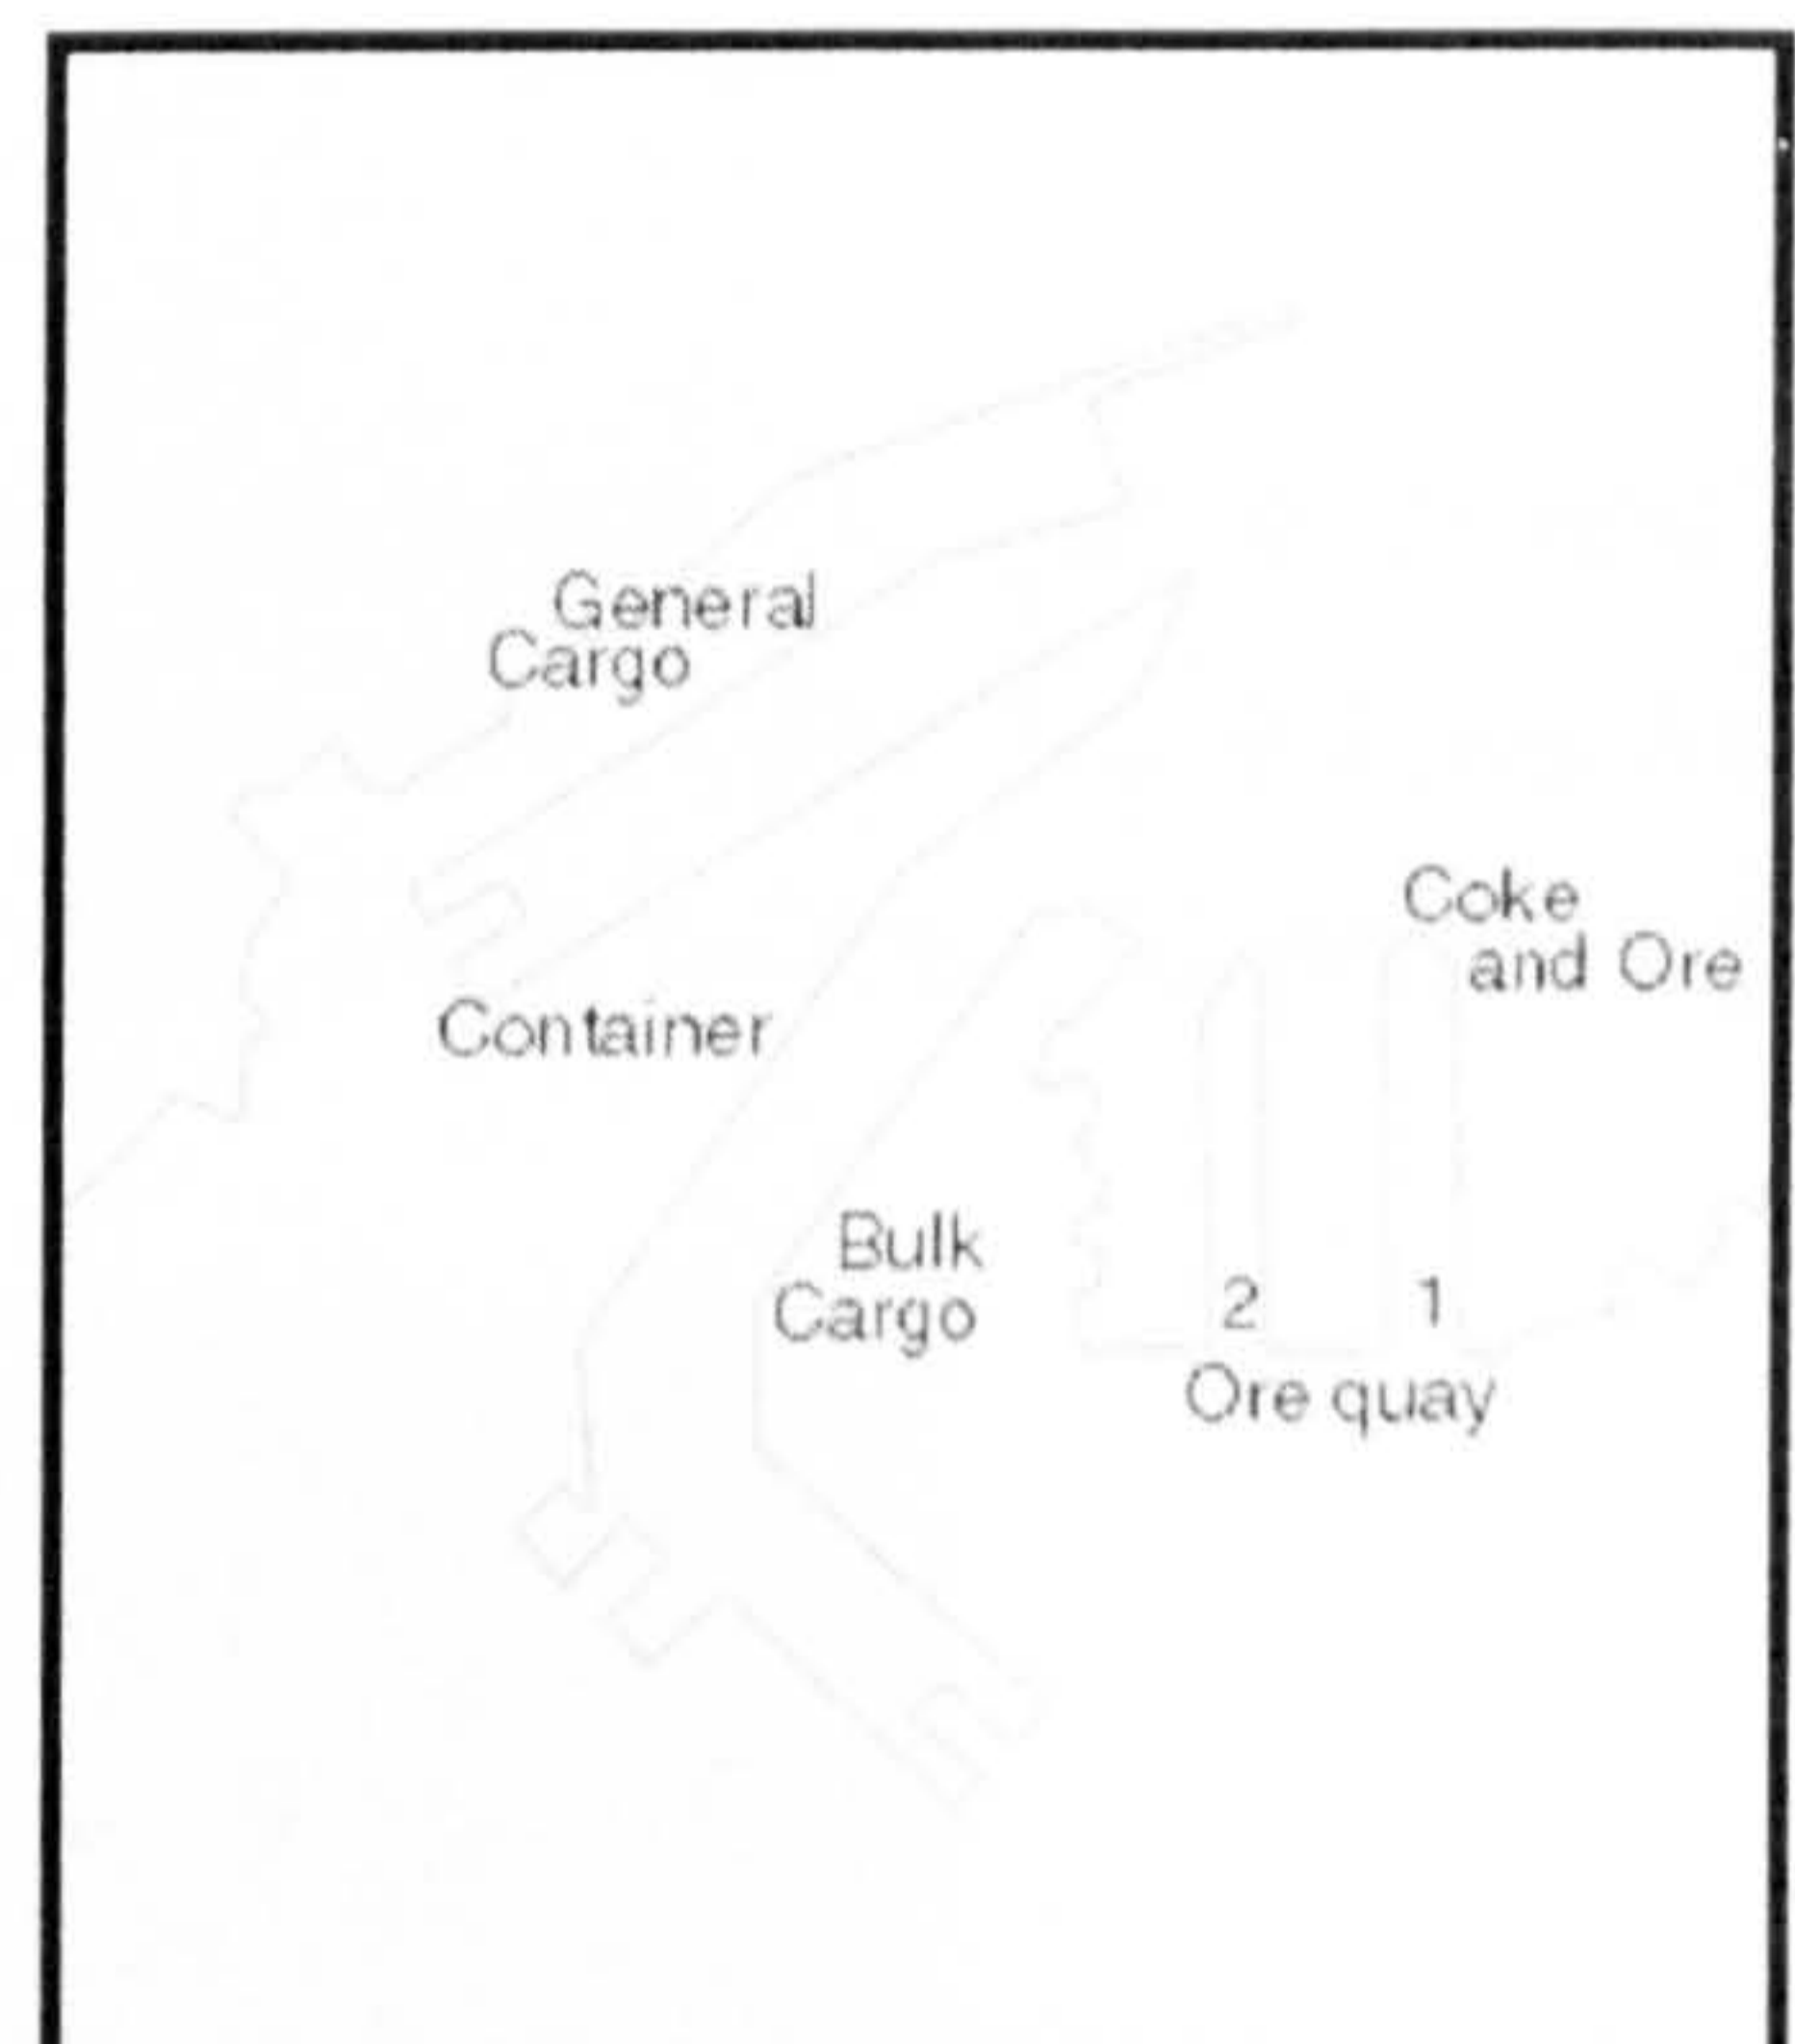 General
Cargo
Coke
and Ore
Container
Bulk
Cargo
2
1
Ore quay